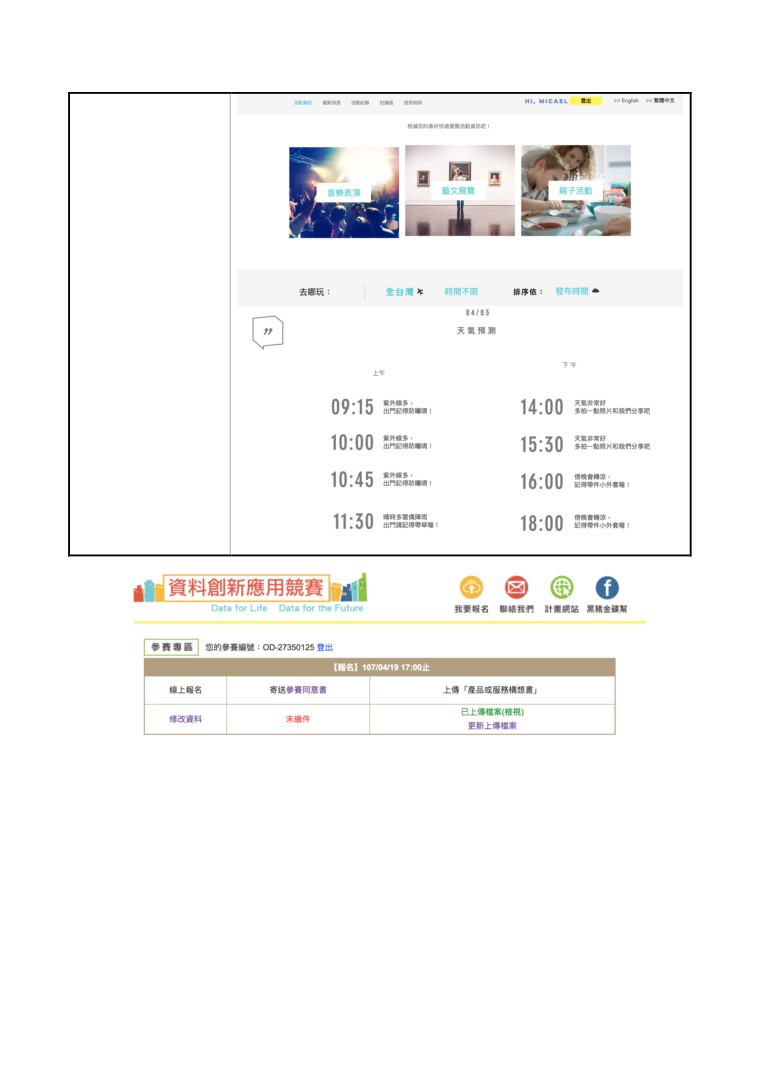 活動資訊 最新消息 活動紀錄 討論區 使用說明 HI, MICAEL 登出 >> English >> 繁體中文
根據您的喜好快速瀏覽活動資訊吧！
音樂表演 藝文展覽 親子活動
去哪玩： 全台灣 時間不限 排序依： 發布時間
04/03
天氣預測
上午 下午
09:15 紫外線多，
出門記得防曬唷！
14:00 天氣非常好
多拍一點照片和我們分享吧
10:00 紫外線多，
出門記得防曬唷！
15:30 天氣非常好
多拍一點照片和我們分享吧
10:45 紫外線多，
出門記得防曬唷！
16:00 傍晚會轉涼，
記得帶件小外套喔！
11:30 晴時多雲偶陣雨
出門請記得帶傘喔！
18:00 傍晚會轉涼，
記得帶件小外套喔！
資料創新應用競賽
Data for Life Data for the Future
我要報名 聯絡我們 計畫網站 黑豬金礦幫
參賽專區 您的參賽編號：OD-27350125 登出
【報名】107/04/19 17:00止
線上報名 寄送參賽同意書 上傳「產品或服務構想書」
修改資料 未繳件 已上傳檔案(檢視)
更新上傳檔案